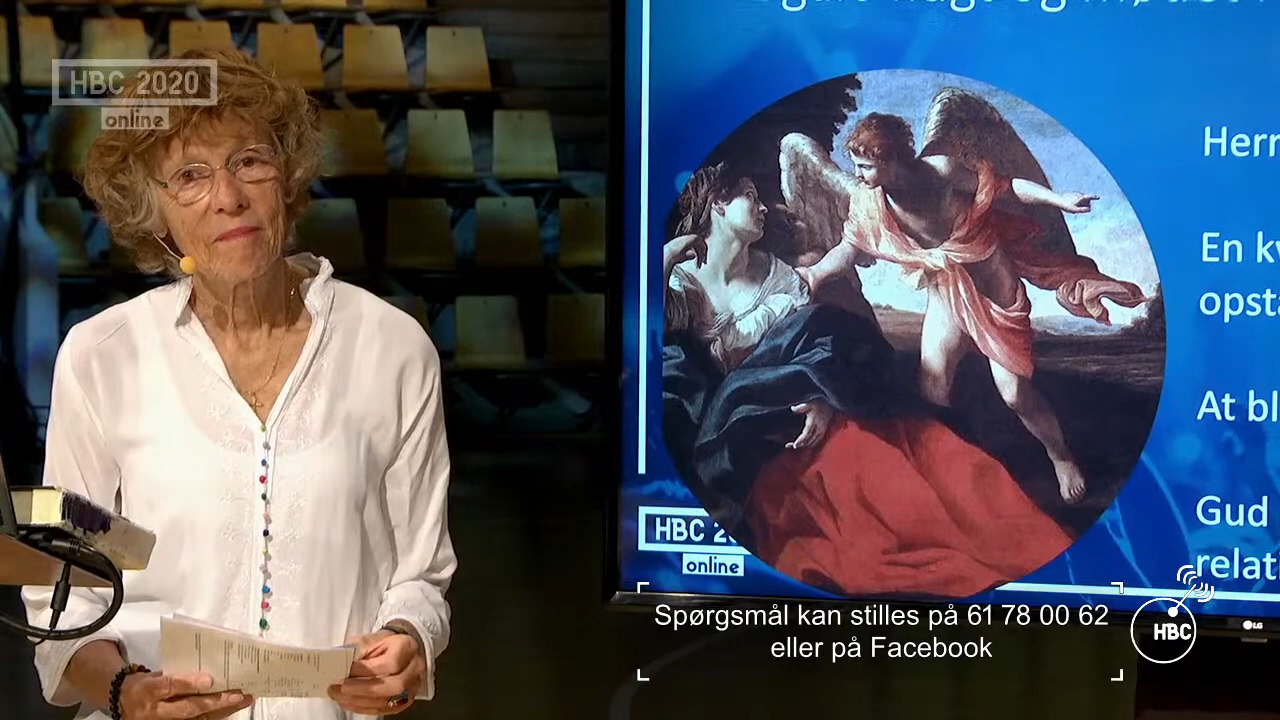 HBC 2020
online
Herr
En kv
opsta
At bl
Gud
relati
HBC 20
online
Spørgsmål kan stilles på 61 78 00 62
eller på Facebook
HBC
LG